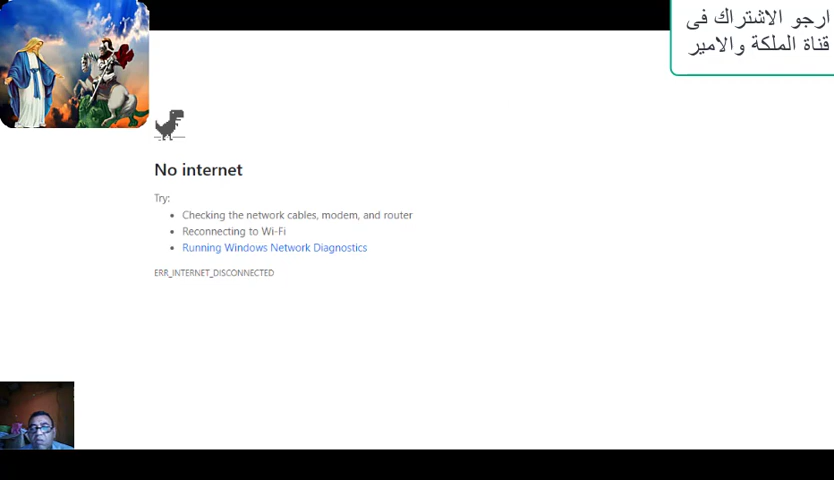 ارجو الاشتراك فى
قناة الملكة والامير
No internet
Try:
Checking the network cables, modem, and router
Reconnecting to Wi-Fi
Running Windows Network Diagnostics
ERR_INTERNET_DISCONNECTED